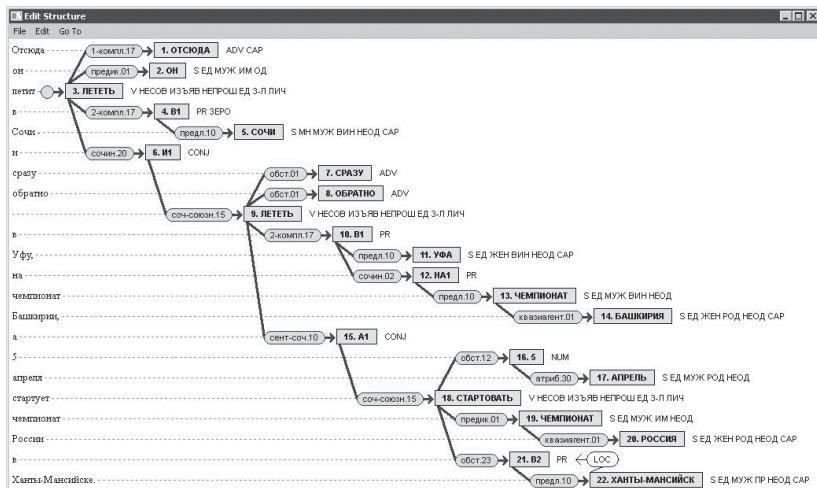 Edit Structure
File Edit Go To
Отсюда 1-компл.17 1. ОТСЮДА ADV CAP
он предик.01 2. ОН S ЕД МУЖ ИМ ОД
летит 3. ЛЕТЕТЬ V НЕСОВ ИЗЪЯВ НЕПРОШ ЕД 3-Л ЛИЧ
в 2-компл.17 4. В1 PR ЗЕРО
Сочи предл.10 5. СОЧИ S МН МУЖ ВИН НЕОД CAP
и сочин.20 6. И1 CONJ
сразу обст.01 7. СРАЗУ ADV
обратно обст.01 8. ОБРАТНО ADV
соч-союзн.15 9. ЛЕТЕТЬ V НЕСОВ ИЗЪЯВ НЕПРОШ ЕД 3-Л ЛИЧ
в 2-компл.17 10. В1 PR
Уфу, предл.10 11. УФА S ЕД ЖЕН ВИН НЕОД CAP
на сочин.02 12. НА1 PR
чемпионат предл.10 13. ЧЕМПИОНАТ S ЕД МУЖ ВИН НЕОД
Башкирии, квазиагент.01 14. БАШКИРИЯ S ЕД ЖЕН РОД НЕОД CAP
а сент-соч.10 15. А1 CONJ
5 обст.12 16. 5 NUM
апреля атриб.30 17. АПРЕЛЬ S ЕД МУЖ РОД НЕОД
стартует соч-союзн.15 18. СТАРТОВАТЬ V НЕСОВ ИЗЪЯВ НЕПРОШ ЕД 3-Л ЛИЧ
чемпионат предик.01 19. ЧЕМПИОНАТ S ЕД МУЖ ИМ НЕОД
России квазиагент.01 20. РОССИЯ S ЕД ЖЕН РОД НЕОД CAP
в обст.23 21. В2 PR LOC
Ханты-Мансийске. предл.10 22. ХАНТЫ-МАНСИЙСК S ЕД МУЖ ПР НЕОД CAP